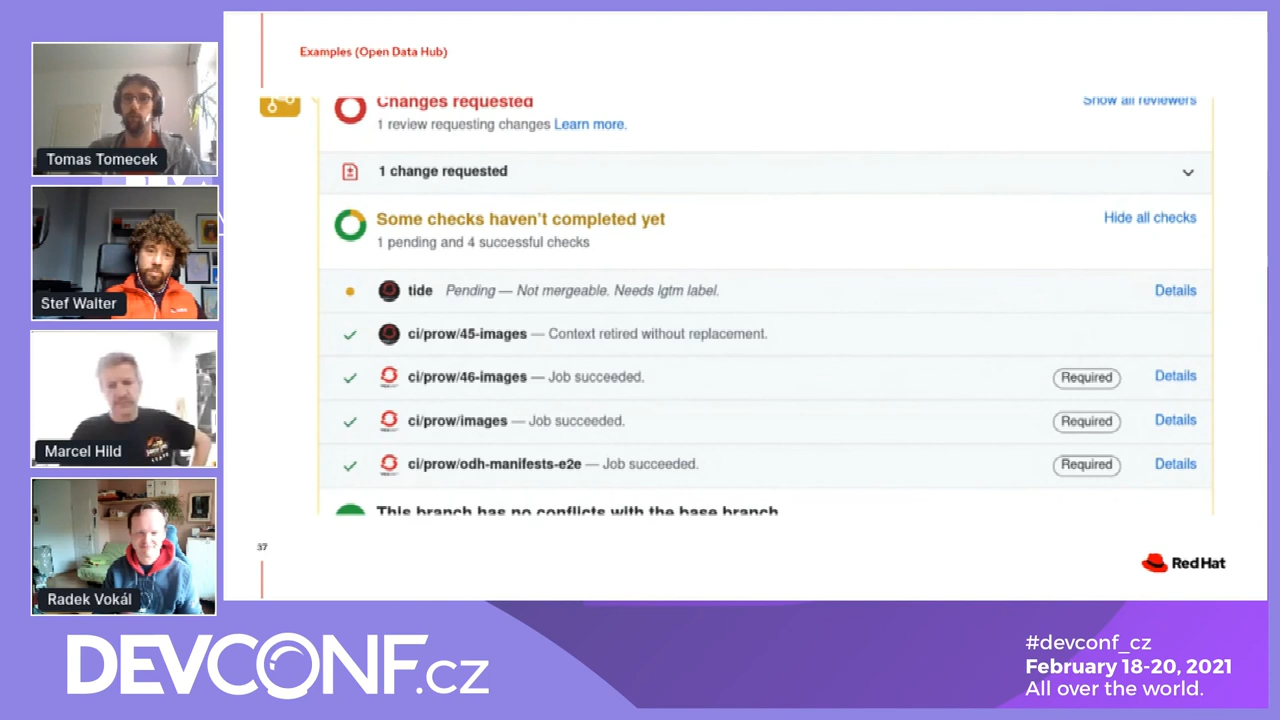 Tomas Tomecek
Stef Walter
Marcel Hild
Radek Vokál
Examples (Open Data Hub)
Changes requested
Show all reviewers
1 review requesting changes Learn more.
1 change requested
Some checks haven't completed yet
Hide all checks
1 pending and 4 successful checks
tide Pending — Not mergeable. Needs lgtm label.
Details
ci/prow/45-images — Context retired without replacement.
ci/prow/46-images — Job succeeded.
Required
Details
ci/prow/images — Job succeeded.
Required
Details
ci/prow/odh-manifests-e2e — Job succeeded.
Required
Details
This branch has no conflicts with the base branch
37
Red Hat
DEVCONF.cz
#devconf_cz
February 18-20, 2021
All over the world.